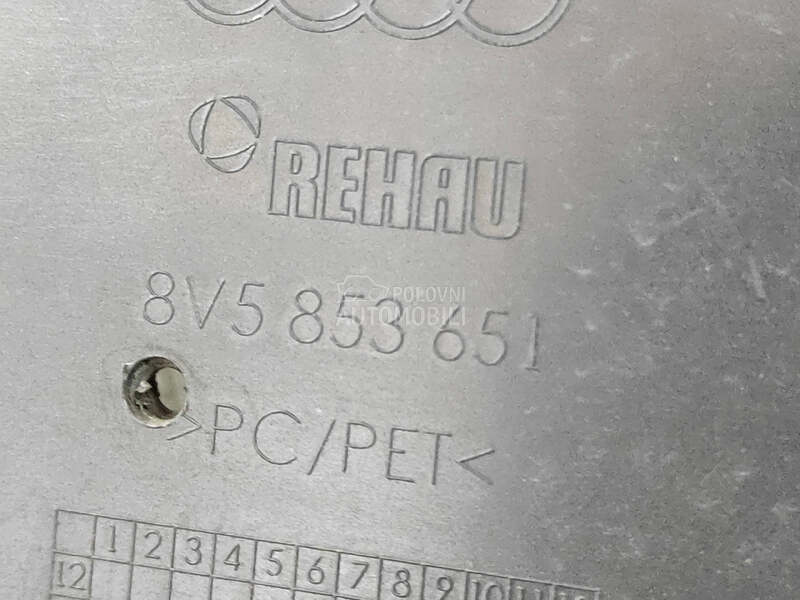 REHAU
8V5 853 651
POLOVNI
AUTOMOBILI
>PC/PET<
1 2 3 4 5 6 7 8 9 10 11
12